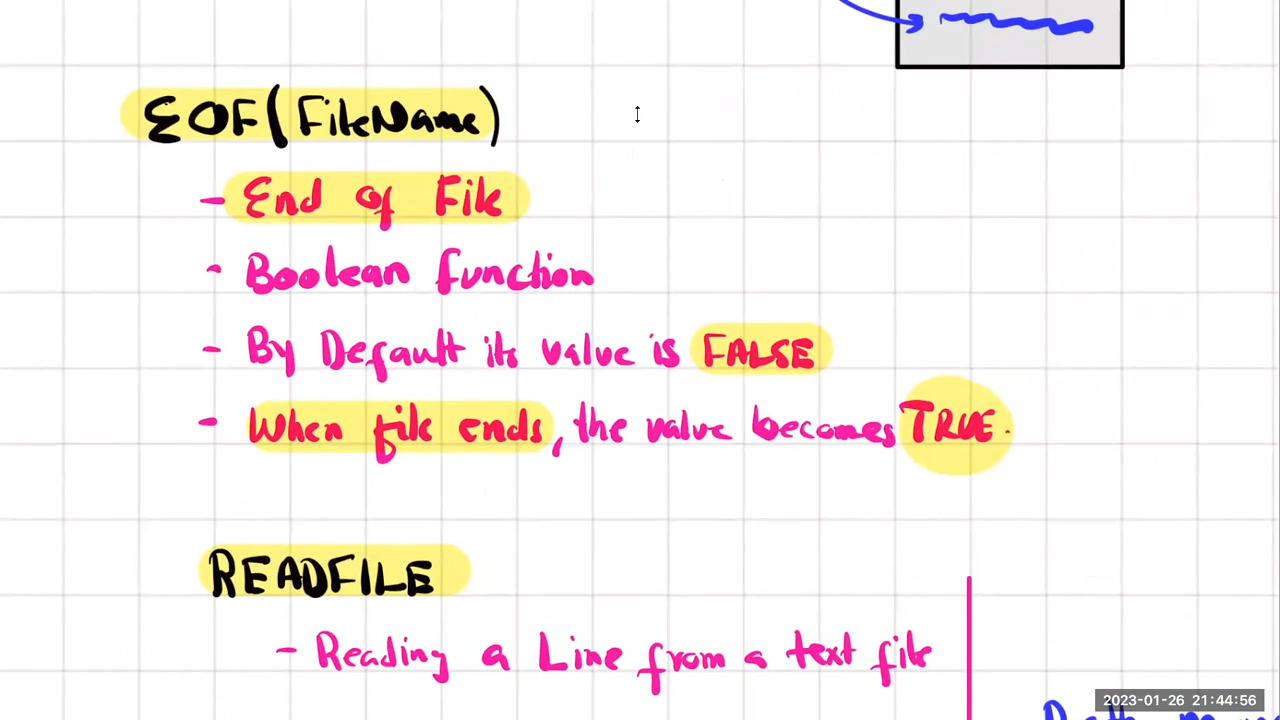 EOF(FileName)
- End of File
- Boolean function
- By Default its value is FALSE
- When file ends, the value becomes TRUE.
READFILE
- Reading a Line from a text file
2023-01-26 21:44:56